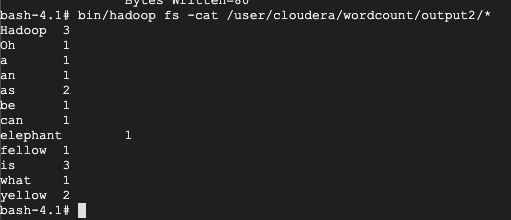 Bytes Written=80
bash-4.1# bin/hadoop fs -cat /user/cloudera/wordcount/output2/*
Hadoop 3
Oh 1
a 1
an 1
as 2
be 1
can 1
elephant 1
fellow 1
is 3
what 1
yellow 2
bash-4.1#